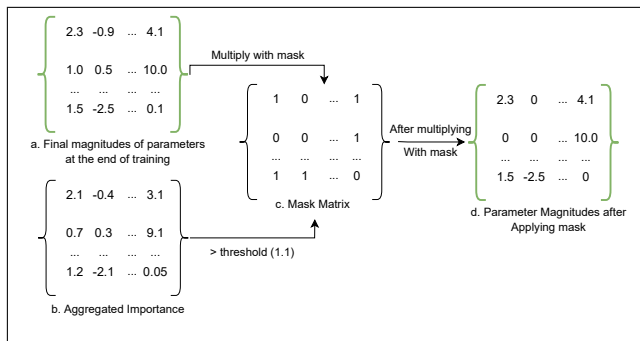 2.3 -0.9 ... 4.1
1.0 0.5 ... 10.0
... ... ...
1.5 -2.5 ... 0.1
a. Final magnitudes of parameters
at the end of training
Multiply with mask
2.1 -0.4 ... 3.1
0.7 0.3 ... 9.1
... ... ...
1.2 -2.1 ... 0.05
b. Aggregated Importance
> threshold (1.1)
1 0 ... 1
0 0 ... 1
... ... ... ...
1 1 ... 0
c. Mask Matrix
After multiplying
With mask
2.3 0 ... 4.1
0 0 ... 10.0
... ...
1.5 -2.5 ... 0
d. Parameter Magnitudes after
Applying mask